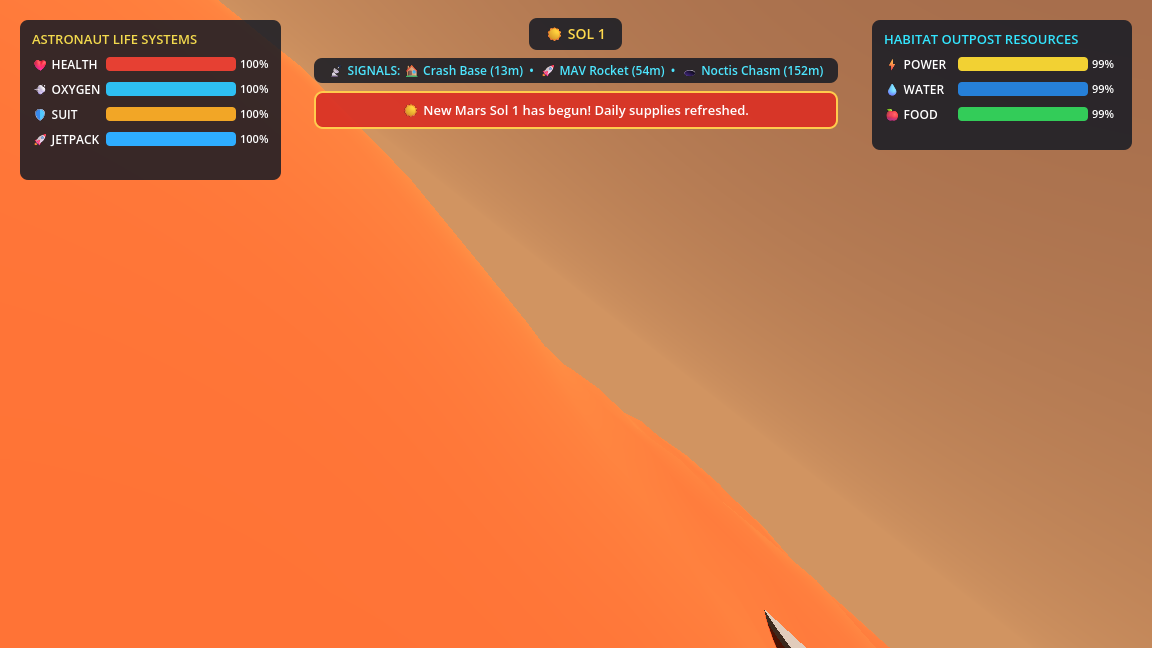 ASTRONAUT LIFE SYSTEMS
HEALTH 100%
OXYGEN 100%
SUIT 100%
JETPACK 100%
SOL 1
SIGNALS: Crash Base (13m) • MAV Rocket (54m) • Noctis Chasm (152m)
New Mars Sol 1 has begun! Daily supplies refreshed.
HABITAT OUTPOST RESOURCES
POWER 99%
WATER 99%
FOOD 99%